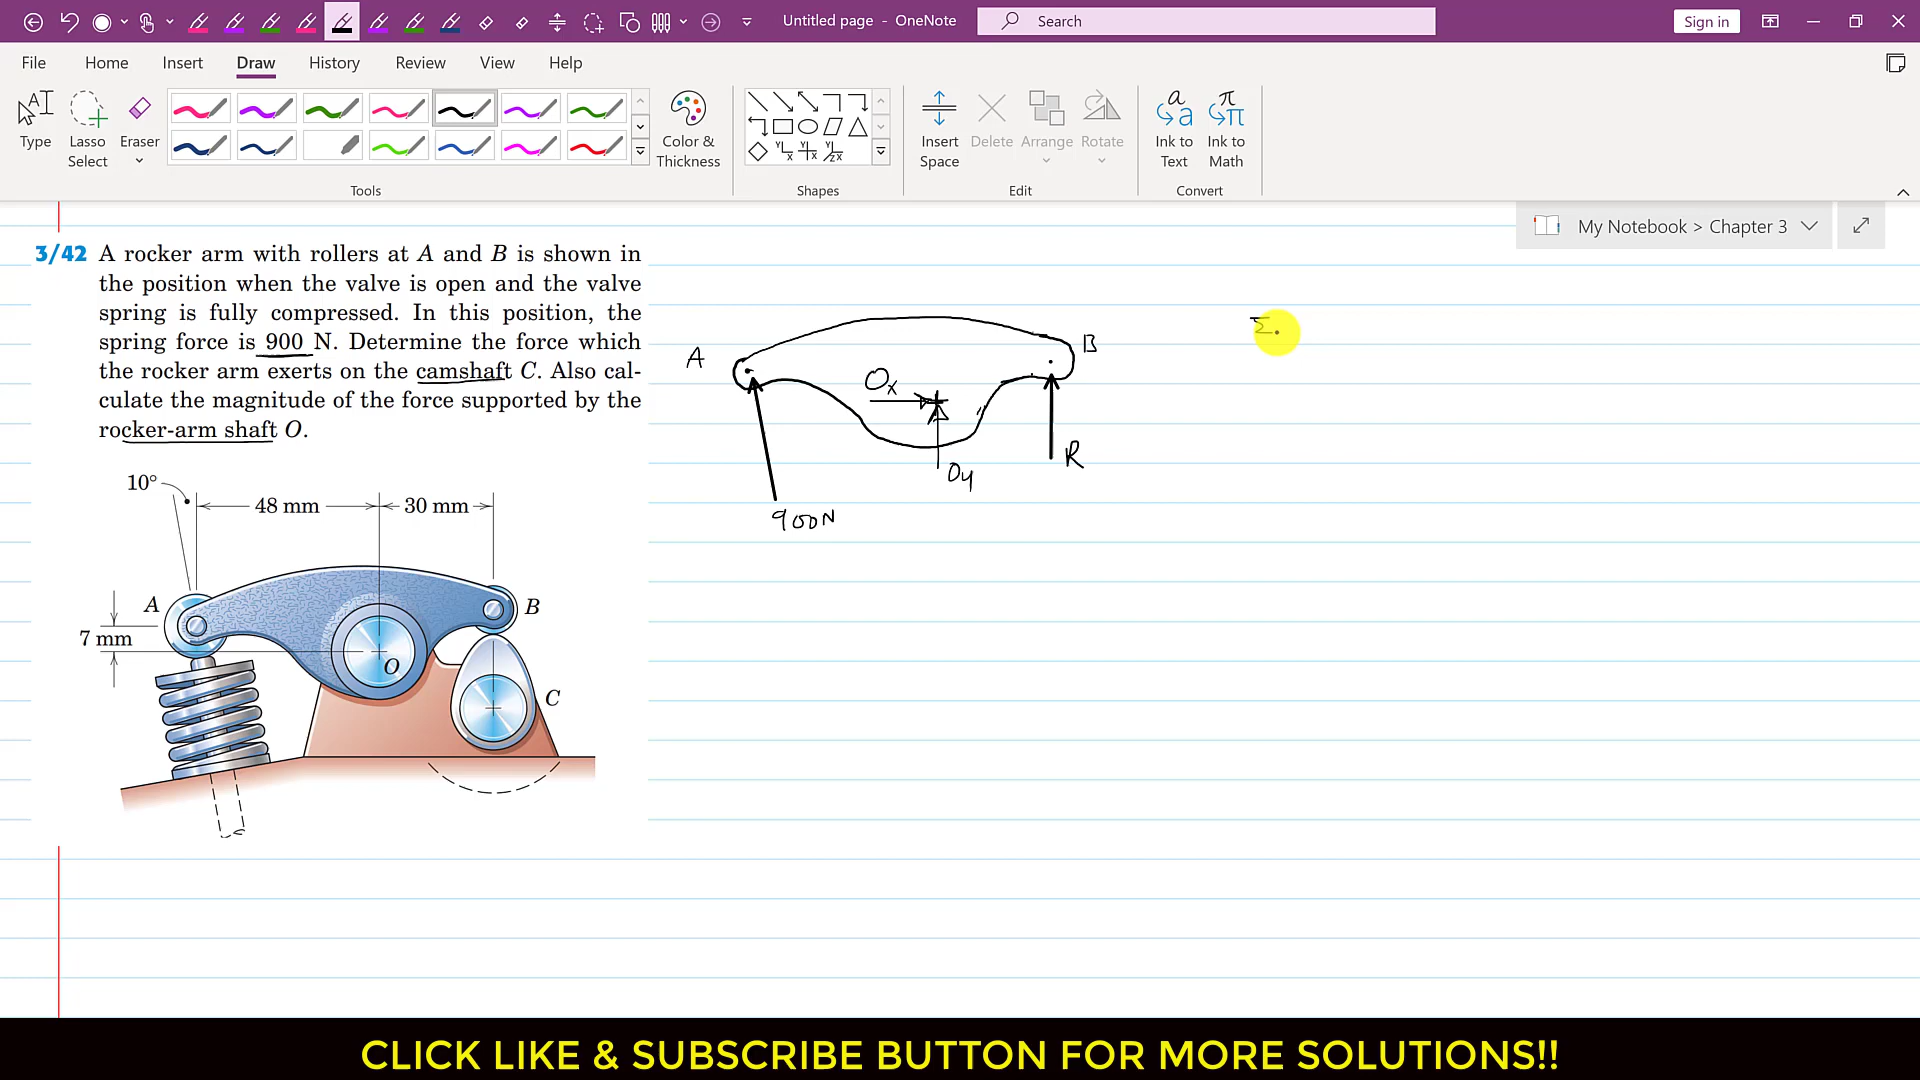 Untitled page - OneNote
Search
Sign in
File Home Insert Draw History Review View Help
Type
Lasso Select
Eraser
Color & Thickness
Insert Space
Delete
Arrange
Rotate
Ink to Text
Ink to Math
Tools
Shapes
Edit
Convert
My Notebook > Chapter 3
3/42 A rocker arm with rollers at A and B is shown in
the position when the valve is open and the valve
spring is fully compressed. In this position, the
spring force is 900 N. Determine the force which
the rocker arm exerts on the camshaft C. Also cal-
culate the magnitude of the force supported by the
rocker-arm shaft O.
10°
48 mm
30 mm
A
B
7 mm
O
C
A
B
Ox
Oy
R
900N
Σ
CLICK LIKE & SUBSCRIBE BUTTON FOR MORE SOLUTIONS!!